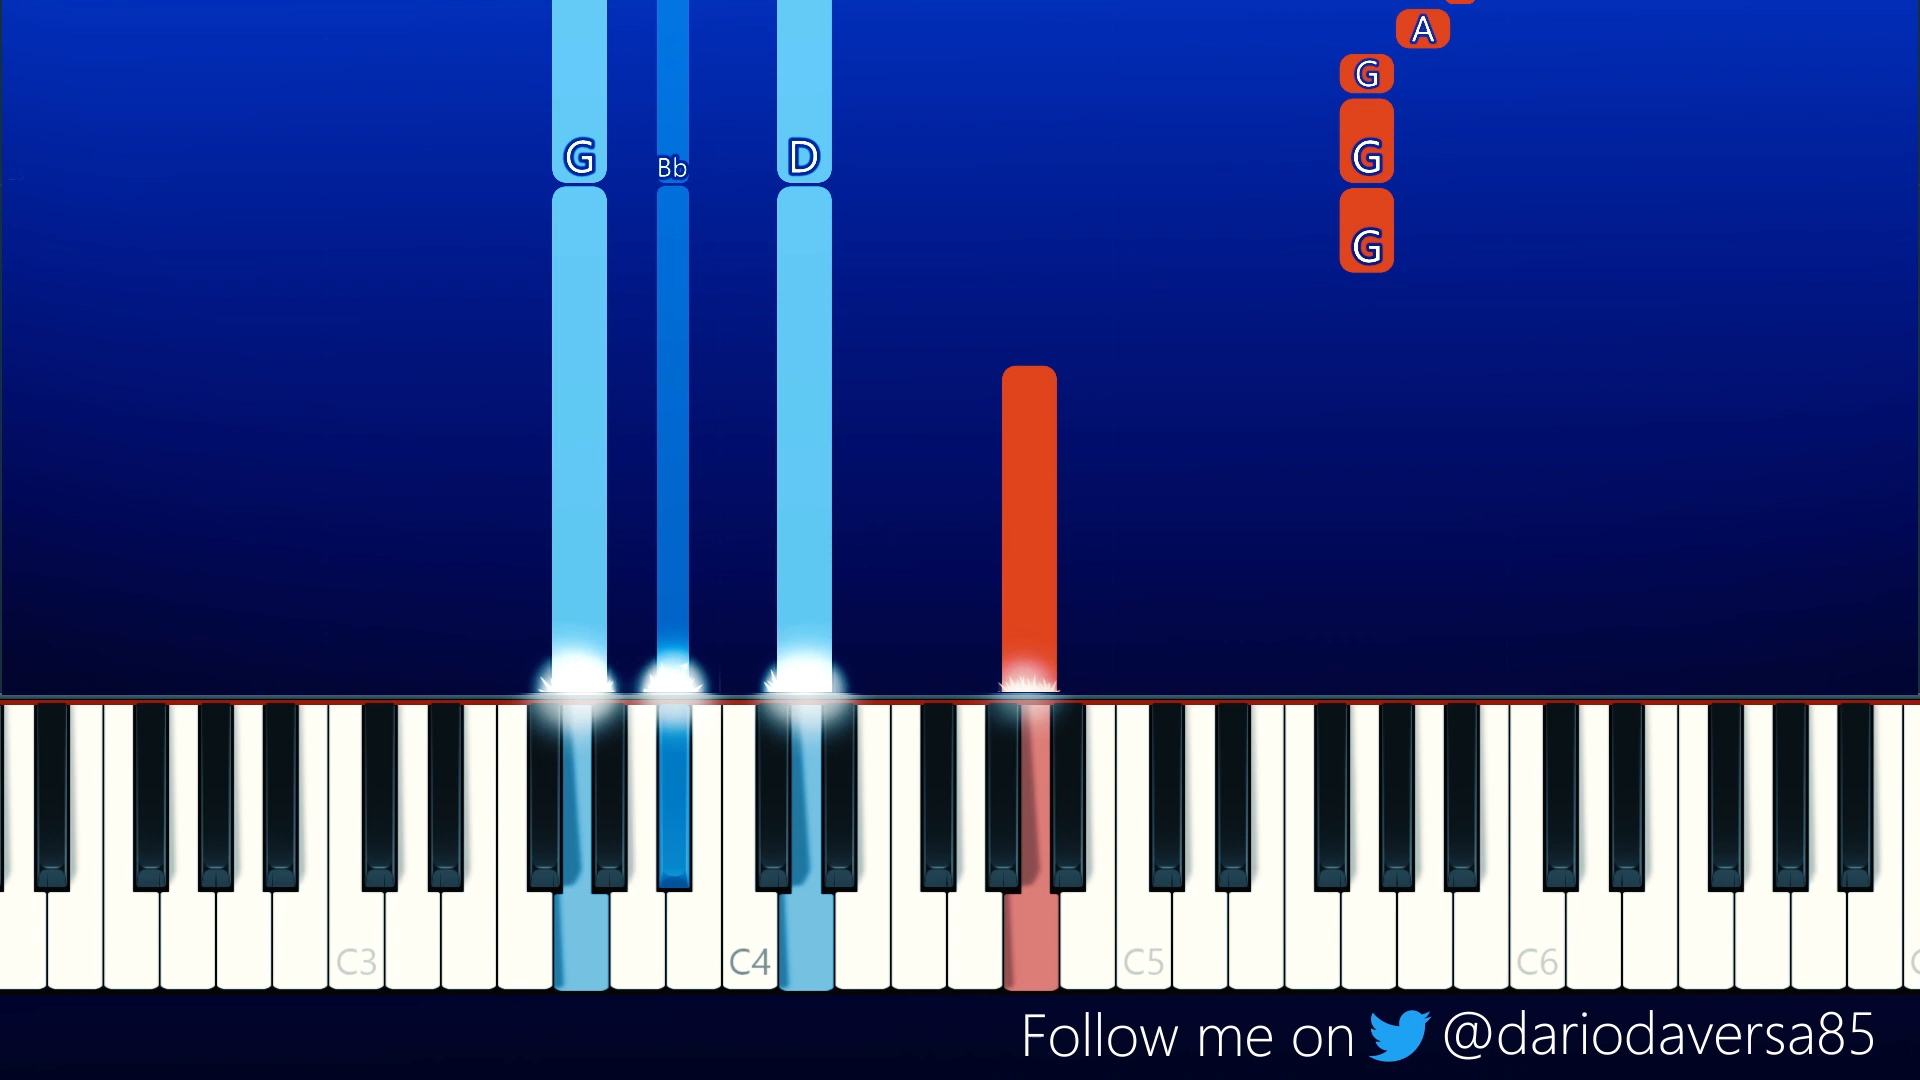 A
G
G Bb D G
G
C3 C4 C5 C6
Follow me on @dariodaversa85